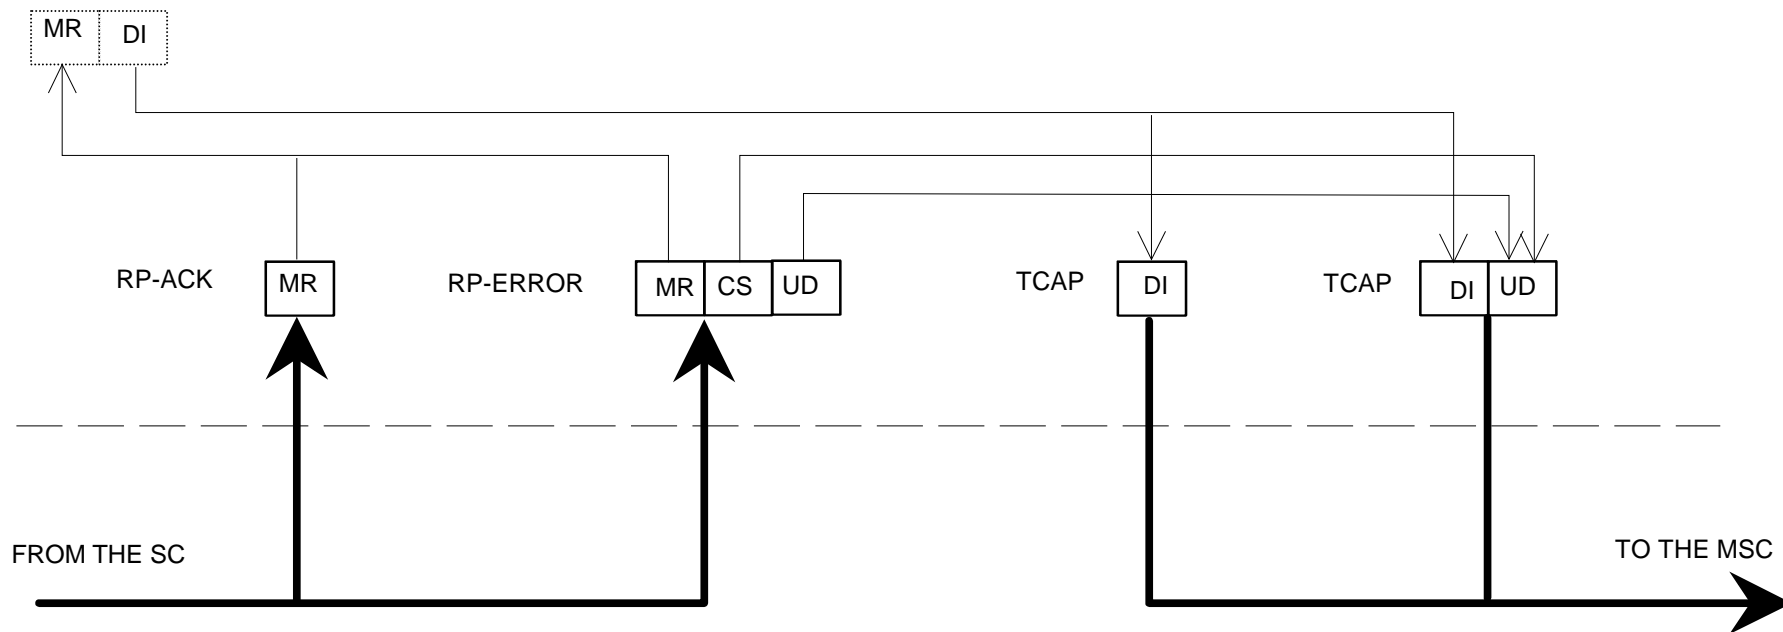 MR DI
RP-ACK MR RP-ERROR MR CS UD TCAP DI TCAP DI UD
FROM THE SC TO THE MSC